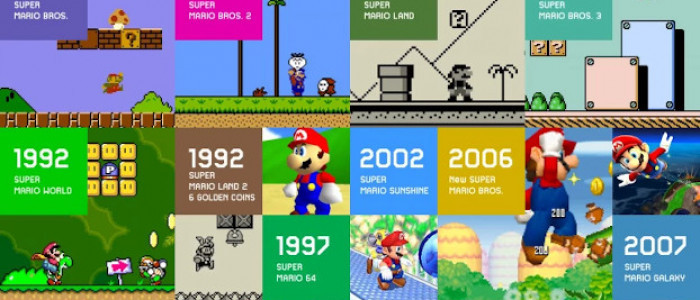 SUPER
MARIO BROS.
SUPER
MARIO BROS. 2
SUPER
MARIO LAND
?
SUPER
MARIO BROS. 3
?
? ?
1992
SUPER
MARIO WORLD
P
1992
SUPER
MARIO LAND 2
6 GOLDEN COINS
2002
SUPER
MARIO SUNSHINE
2006
New SUPER
MARIO BROS.
200
200
1997
SUPER
MARIO 64
2007
SUPER
MARIO GALAXY